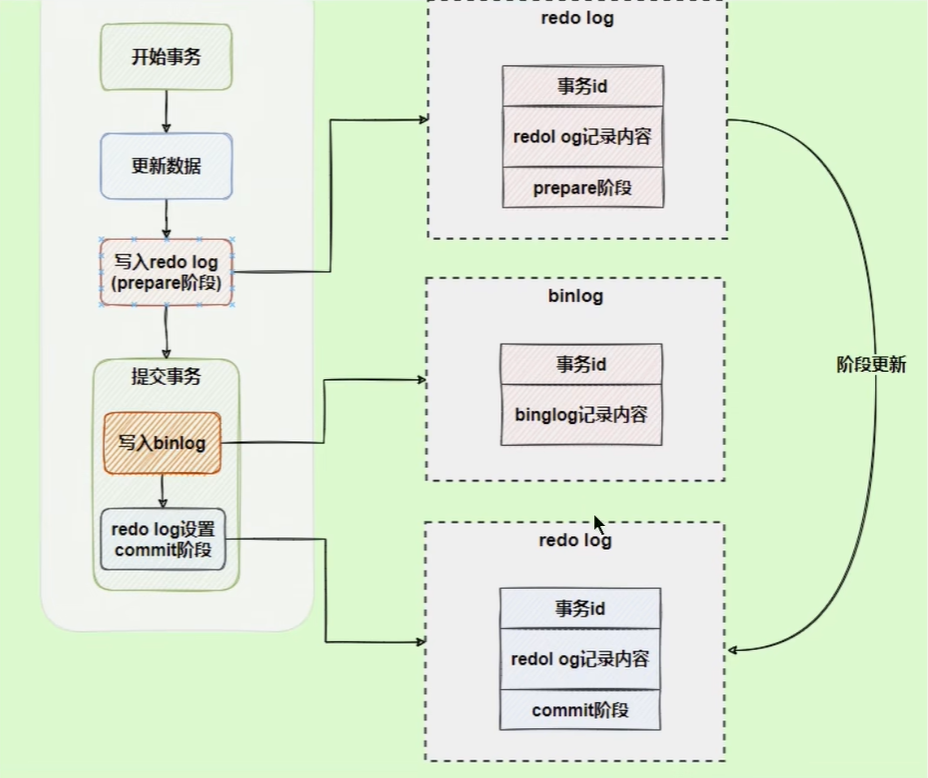 开始事务
更新数据
写入redo log
(prepare阶段)
提交事务
写入binlog
redo log设置
commit阶段
redo log
事务id
redol og记录内容
prepare阶段
binlog
事务id
binglog记录内容
redo log
事务id
redol og记录内容
commit阶段
阶段更新